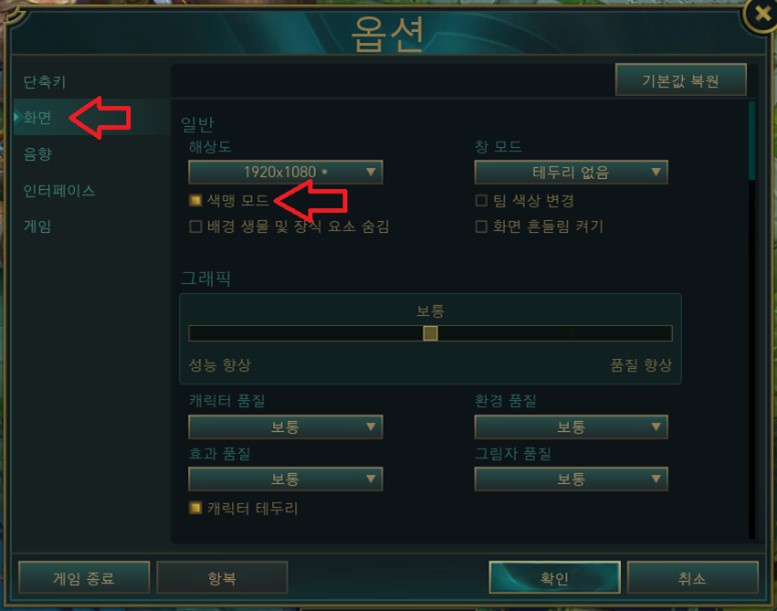 옵션
단축키
기본값 복원
화면
음향
인터페이스
게임
일반
해상도
창 모드
1920x1080 *
테두리 없음
색맹 모드
팀 색상 변경
배경 생물 및 장식 요소 숨김
화면 흔들림 켜기
그래픽
보통
성능 향상
품질 향상
캐릭터 품질
환경 품질
보통
보통
효과 품질
그림자 품질
보통
보통
캐릭터 테두리
게임 종료
항복
확인
취소